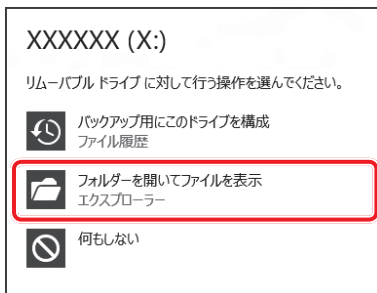 XXXXXX (X:)
リムーバブル ドライブ に対して行う操作を選んでください。
バックアップ用にこのドライブを構成
ファイル履歴
フォルダーを開いてファイルを表示
エクスプローラー
何もしない